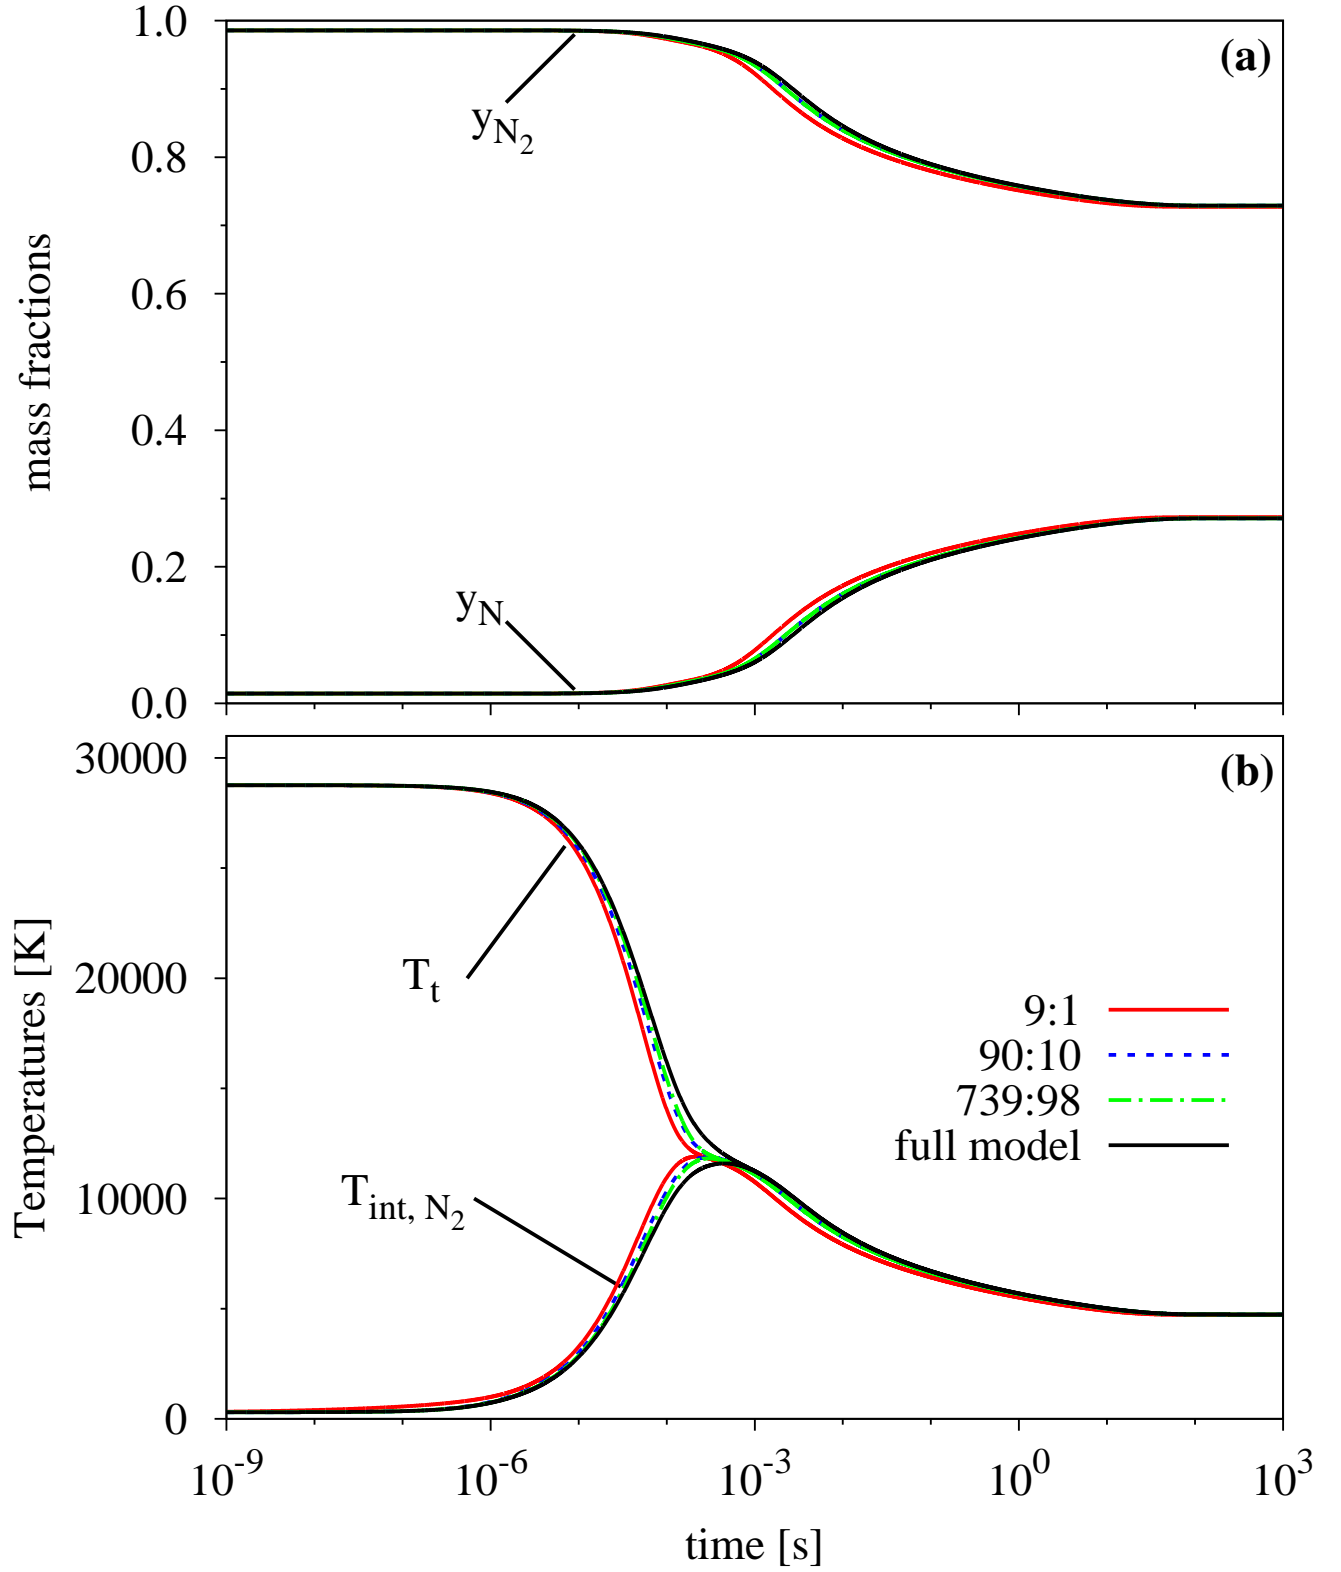 1.0
(a)
y_N2
0.8
0.6
mass fractions
0.4
0.2
y_N
0.0
30000
(b)
T_t
20000
Temperatures [K]
9:1
90:10
739:98
full model
T_int, N2
10000
0
10^-9 10^-6 10^-3 10^0 10^3
time [s]